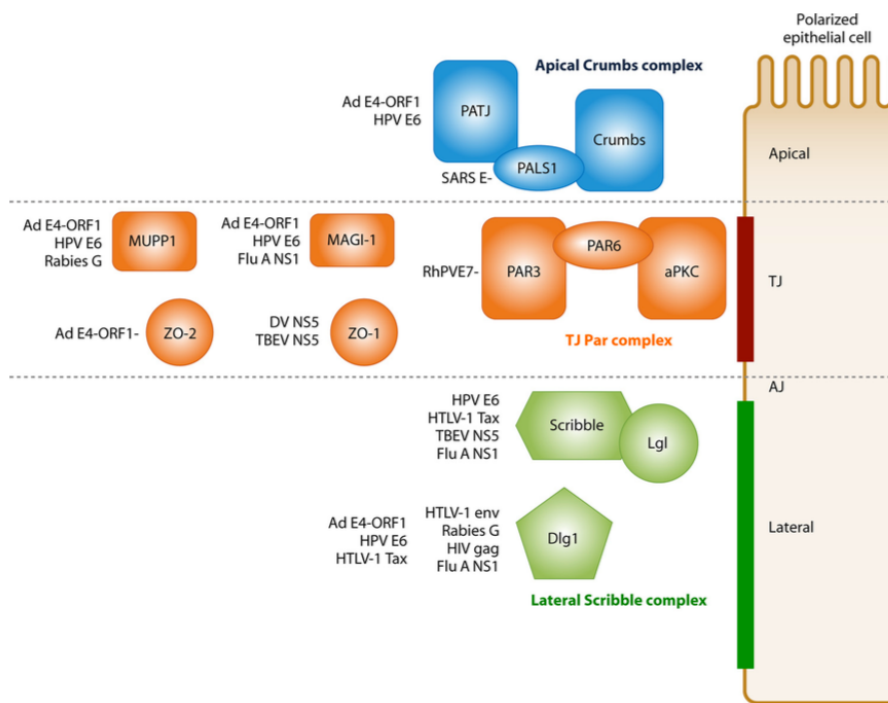 Polarized
epithelial cell
Apical Crumbs complex
Ad E4-ORF1
HPV E6
PATJ
Crumbs
PALS1
SARS E-
Apical
Ad E4-ORF1
HPV E6
Rabies G
MUPP1
Ad E4-ORF1
HPV E6
Flu A NS1
MAGI-1
RhPVE7-
PAR3
PAR6
aPKC
TJ
Ad E4-ORF1-
ZO-2
DV NS5
TBEV NS5
ZO-1
TJ Par complex
AJ
HPV E6
HTLV-1 Tax
TBEV NS5
Flu A NS1
Scribble
Lgl
Ad E4-ORF1
HPV E6
HTLV-1 Tax
HTLV-1 env
Rabies G
HIV gag
Flu A NS1
Dlg1
Lateral
Lateral Scribble complex